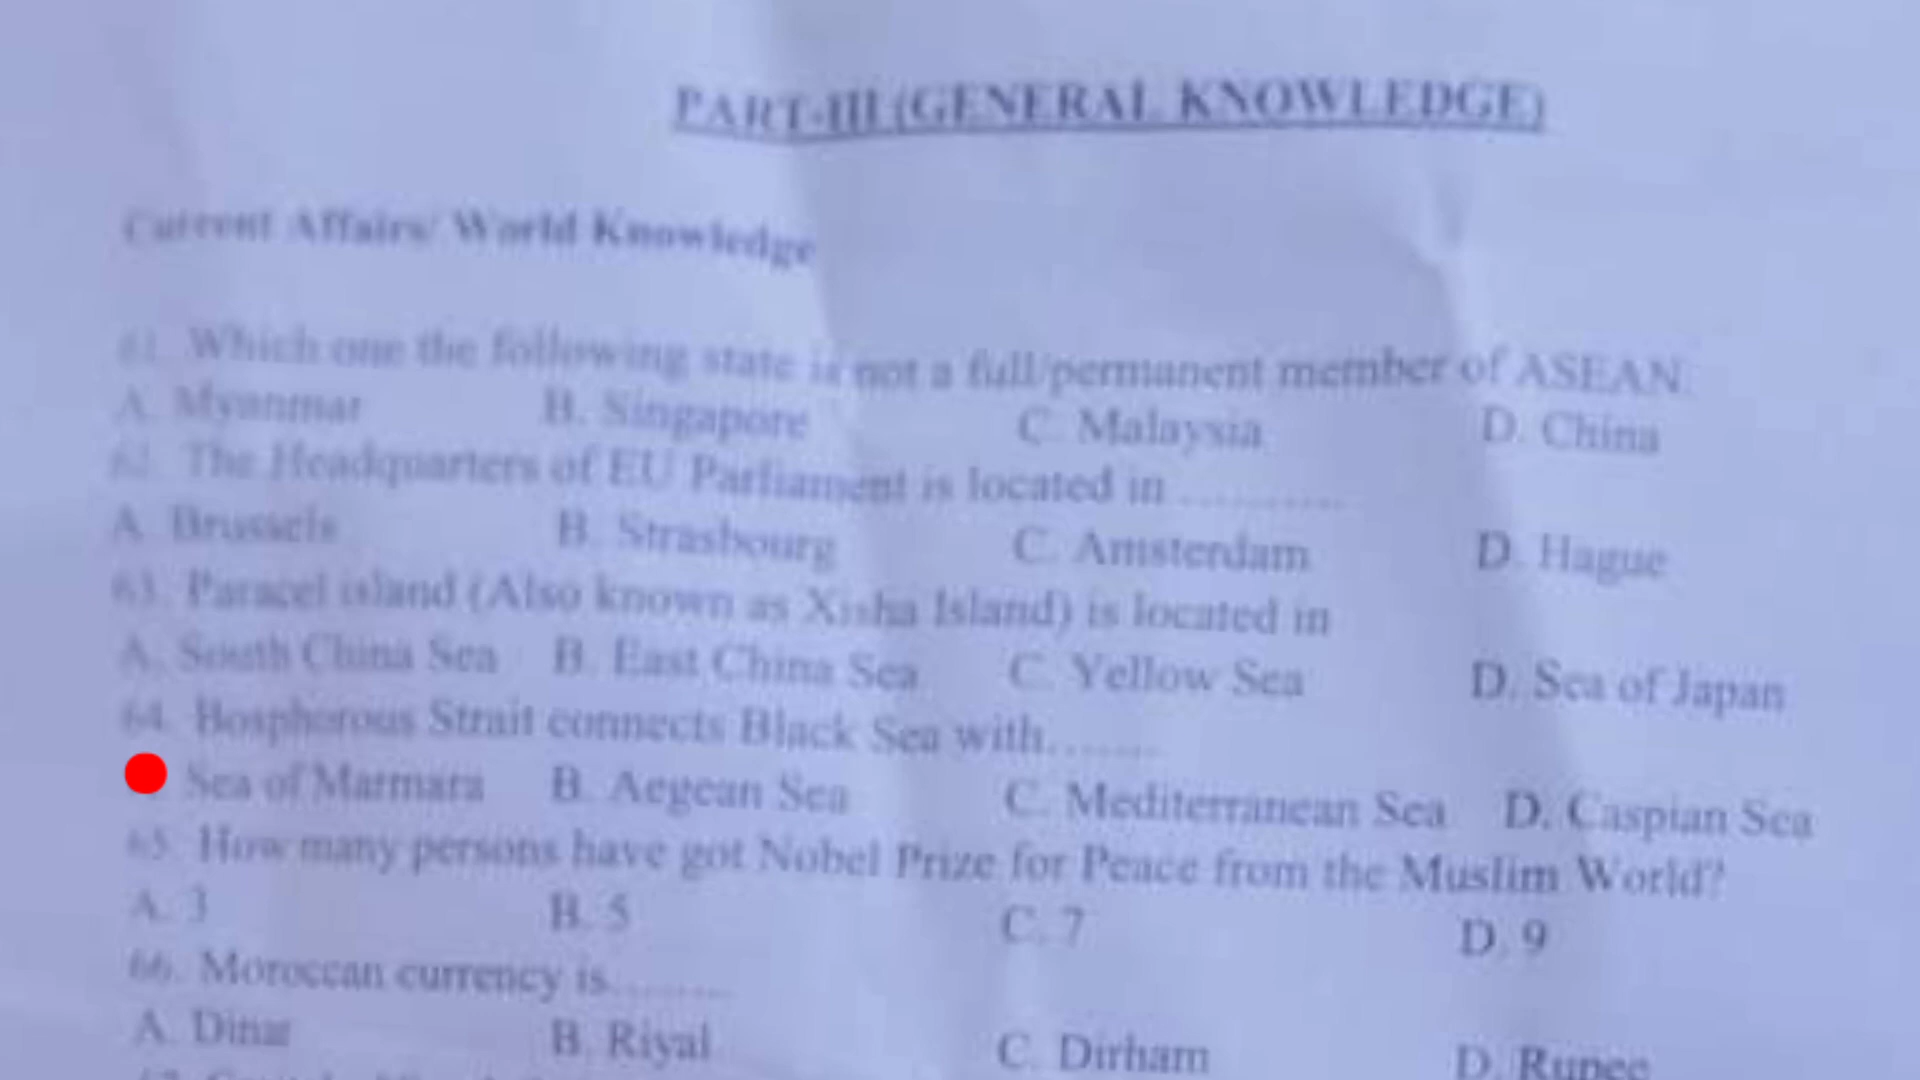 PART-III (GENERAL KNOWLEDGE)
Current Affairs/ World Knowledge
61. Which one the following state is not a full/permanent member of ASEAN.
A. Myanmar B. Singapore C. Malaysia D. China
62. The Headquarters of EU Parliament is located in ............
A. Brussels B. Strasbourg C. Amsterdam D. Hague
63. Paracel island (Also known as Xisha Island) is located in
A. South China Sea B. East China Sea C. Yellow Sea D. Sea of Japan
64. Bosphorous Strait connects Black Sea with........
Sea of Marmara B. Aegean Sea C. Mediterranean Sea D. Caspian Sea
65. How many persons have got Nobel Prize for Peace from the Muslim World?
A. 3 B. 5 C. 7 D. 9
66. Moroccan currency is.........
A. Dinar B. Riyal C. Dirham D. Rupee